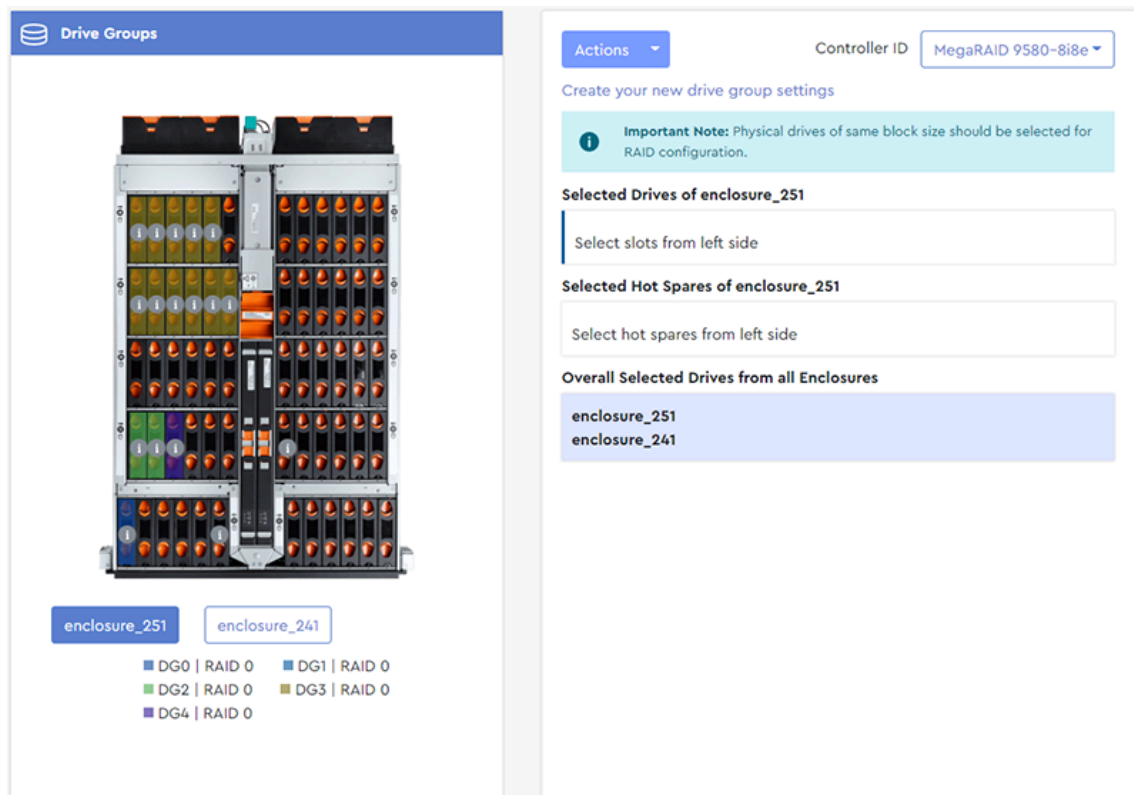 Drive Groups
enclosure_251
enclosure_241
DG0 | RAID 0
DG1 | RAID 0
DG2 | RAID 0
DG3 | RAID 0
DG4 | RAID 0
Actions
Controller ID
MegaRAID 9580-8i8e
Create your new drive group settings
Important Note: Physical drives of same block size should be selected for
RAID configuration.
Selected Drives of enclosure_251
Select slots from left side
Selected Hot Spares of enclosure_251
Select hot spares from left side
Overall Selected Drives from all Enclosures
enclosure_251
enclosure_241